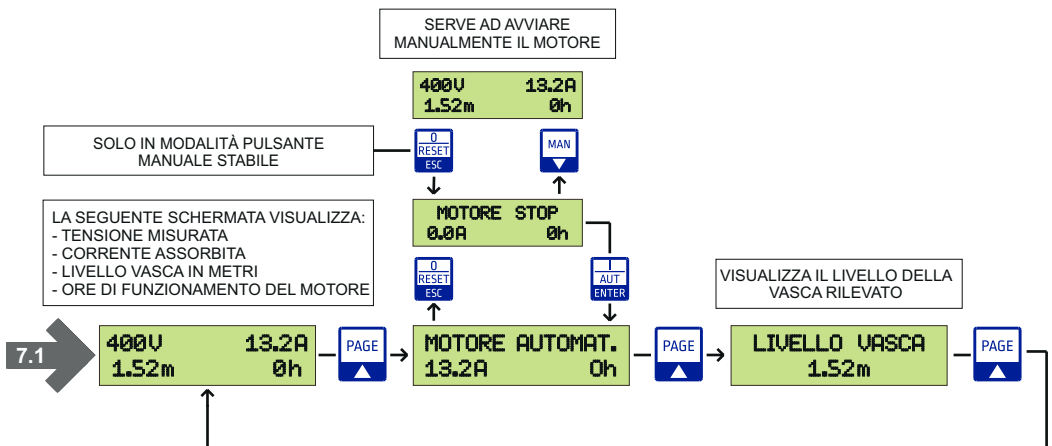 SERVE AD AVVIARE
MANUALMENTE IL MOTORE
400V 13.2A
1.52m 0h
SOLO IN MODALITÀ PULSANTE
MANUALE STABILE
0
RESET
ESC
MAN
LA SEGUENTE SCHERMATA VISUALIZZA:
- TENSIONE MISURATA
- CORRENTE ASSORBITA
- LIVELLO VASCA IN METRI
- ORE DI FUNZIONAMENTO DEL MOTORE
MOTORE STOP
0.0A 0h
0
RESET
ESC
I
AUT
ENTER
VISUALIZZA IL LIVELLO DELLA
VASCA RILEVATO
7.1
400V 13.2A
1.52m 0h
PAGE
MOTORE AUTOMAT.
13.2A 0h
PAGE
LIVELLO VASCA
1.52m
PAGE